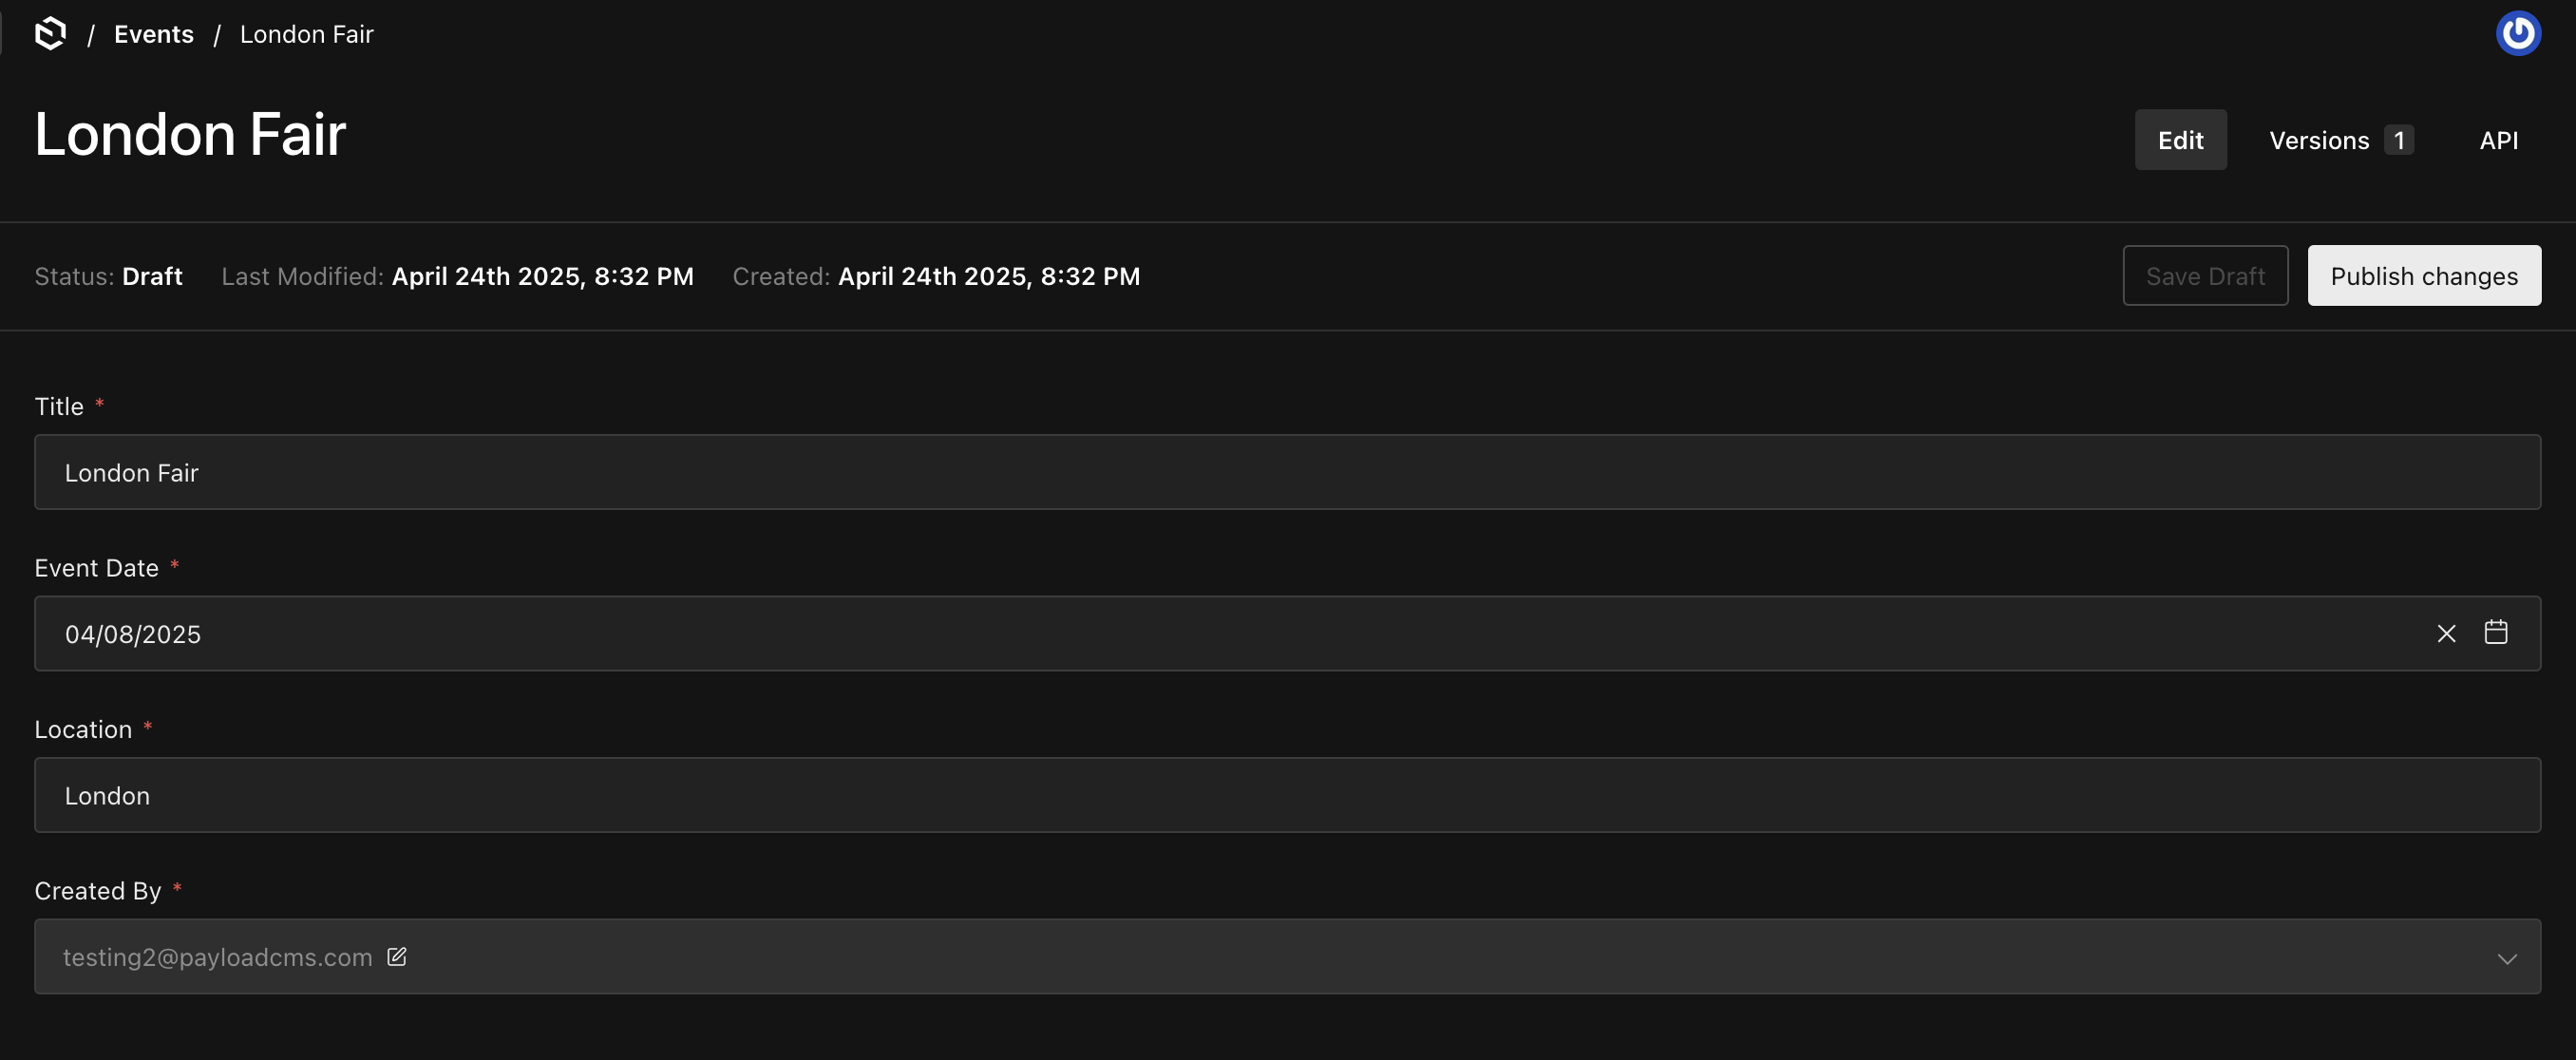 / Events / London Fair
London Fair
Edit Versions 1 API
Status: Draft Last Modified: April 24th 2025, 8:32 PM Created: April 24th 2025, 8:32 PM Save Draft Publish changes
Title *
London Fair
Event Date *
04/08/2025
Location *
London
Created By *
testing2@payloadcms.com